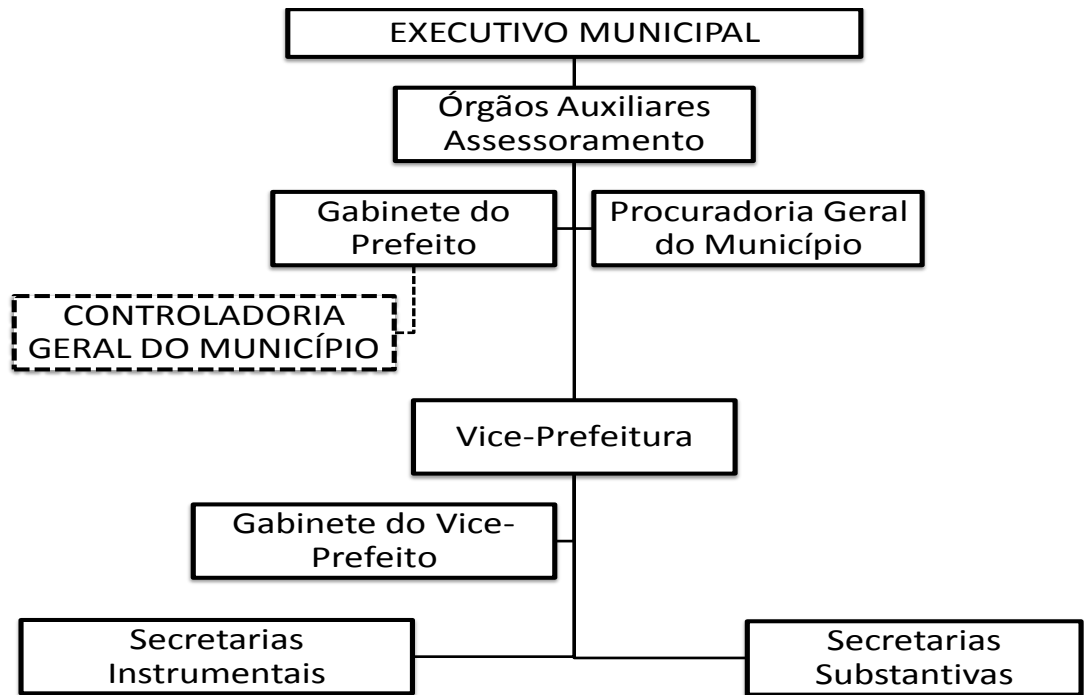 EXECUTIVO MUNICIPAL
Órgãos Auxiliares
Assessoramento
Gabinete do
Prefeito
Procuradoria Geral
do Município
CONTROLADORIA
GERAL DO MUNICÍPIO
Vice-Prefeitura
Gabinete do Vice-
Prefeito
Secretarias
Instrumentais
Secretarias
Substantivas